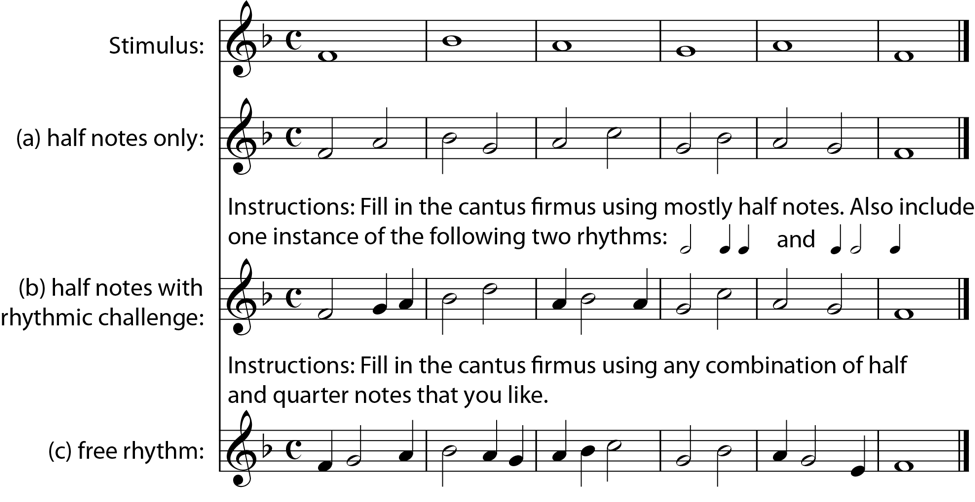 Stimulus:
(a) half notes only:
Instructions: Fill in the cantus firmus using mostly half notes. Also include
one instance of the following two rhythms: and
(b) half notes with
rhythmic challenge:
Instructions: Fill in the cantus firmus using any combination of half
and quarter notes that you like.
(c) free rhythm: